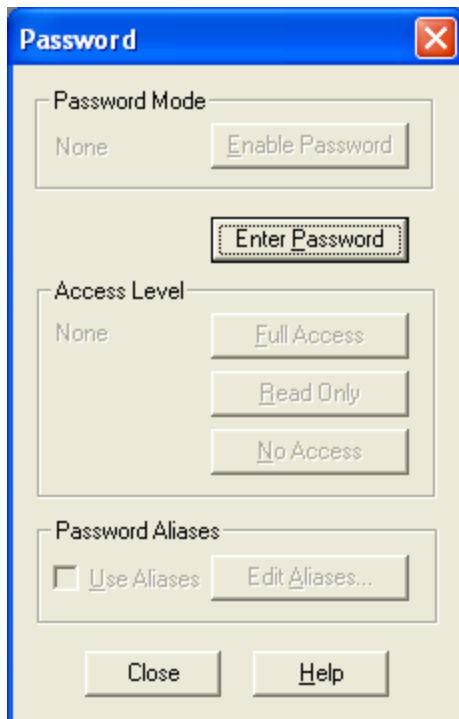 Password
Password Mode
None Enable Password
Enter Password
Access Level
None Full Access
Read Only
No Access
Password Aliases
Use Aliases Edit Aliases...
Close Help